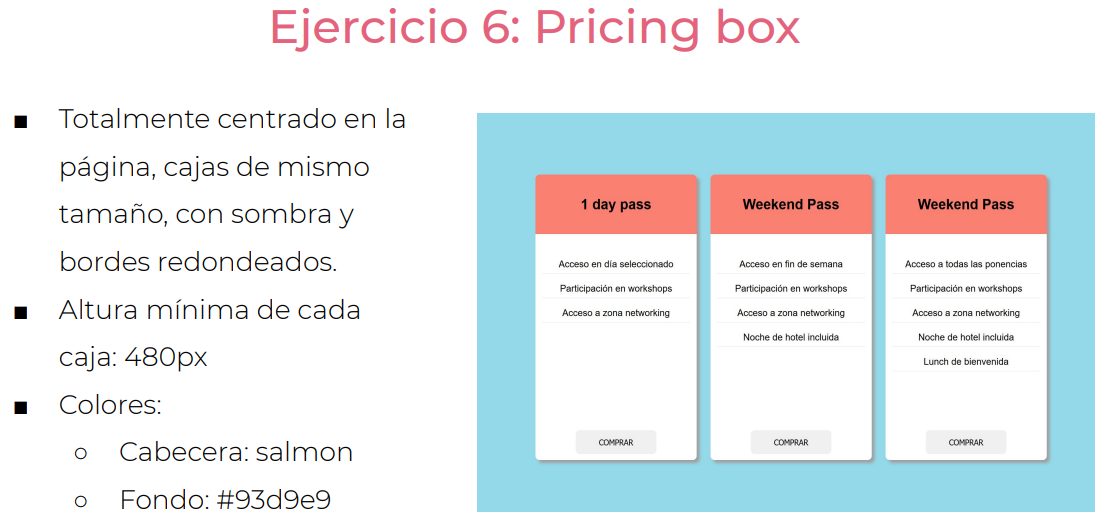 Ejercicio 6: Pricing box
■ Totalmente centrado en la
página, cajas de mismo
tamaño, con sombra y
bordes redondeados.
■ Altura mínima de cada
caja: 480px
■ Colores:
○ Cabecera: salmon
○ Fondo: #93d9e9
1 day pass
Acceso en día seleccionado
Participación en workshops
Acceso a zona networking
COMPRAR
Weekend Pass
Acceso en fin de semana
Participación en workshops
Acceso a zona networking
Noche de hotel incluida
COMPRAR
Weekend Pass
Acceso a todas las ponencias
Participación en workshops
Acceso a zona networking
Noche de hotel incluida
Lunch de bienvenida
COMPRAR